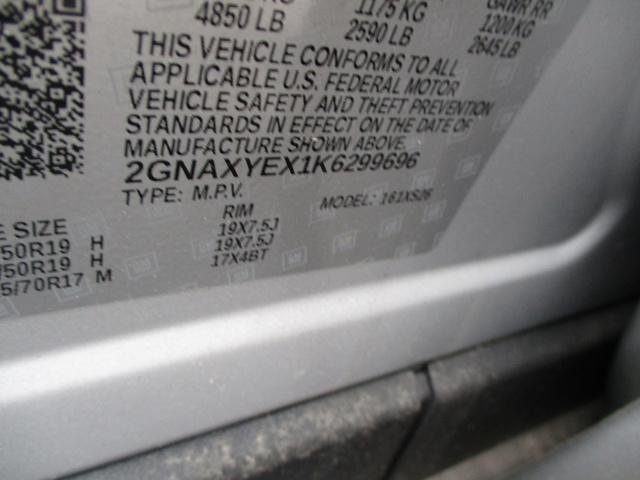 4850 LB
1175 KG
2590 LB
GAWR RR
1200 KG
2645 LB
THIS VEHICLE CONFORMS TO ALL
APPLICABLE U.S. FEDERAL MOTOR
VEHICLE SAFETY AND THEFT PREVENTION
STANDARDS IN EFFECT ON THE DATE OF
MANUFACTURE SHOWN ABOVE.
2GNAXYEX1K6299696
TYPE: M.P.V. MODEL: 161XS26
E SIZE RIM
50R19 H 19X7.5J
/50R19 H 19X7.5J
5/70R17 M 17X4BT